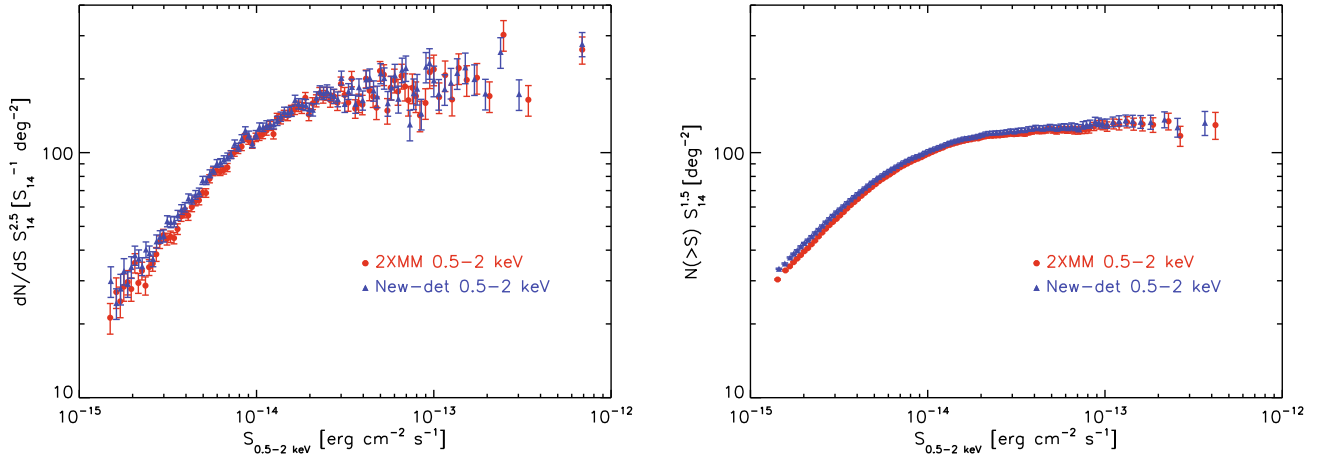 dN/dS S₁₄^2.5 [S₁₄⁻¹ deg⁻²]
100
10
2XMM 0.5−2 keV
New−det 0.5−2 keV
10⁻¹⁵
10⁻¹⁴
10⁻¹³
10⁻¹²
S₀.₅₋₂ keV [erg cm⁻² s⁻¹]
N(>S) S₁₄^1.5 [deg⁻²]
100
10
2XMM 0.5−2 keV
New−det 0.5−2 keV
10⁻¹⁵
10⁻¹⁴
10⁻¹³
10⁻¹²
S₀.₅₋₂ keV [erg cm⁻² s⁻¹]